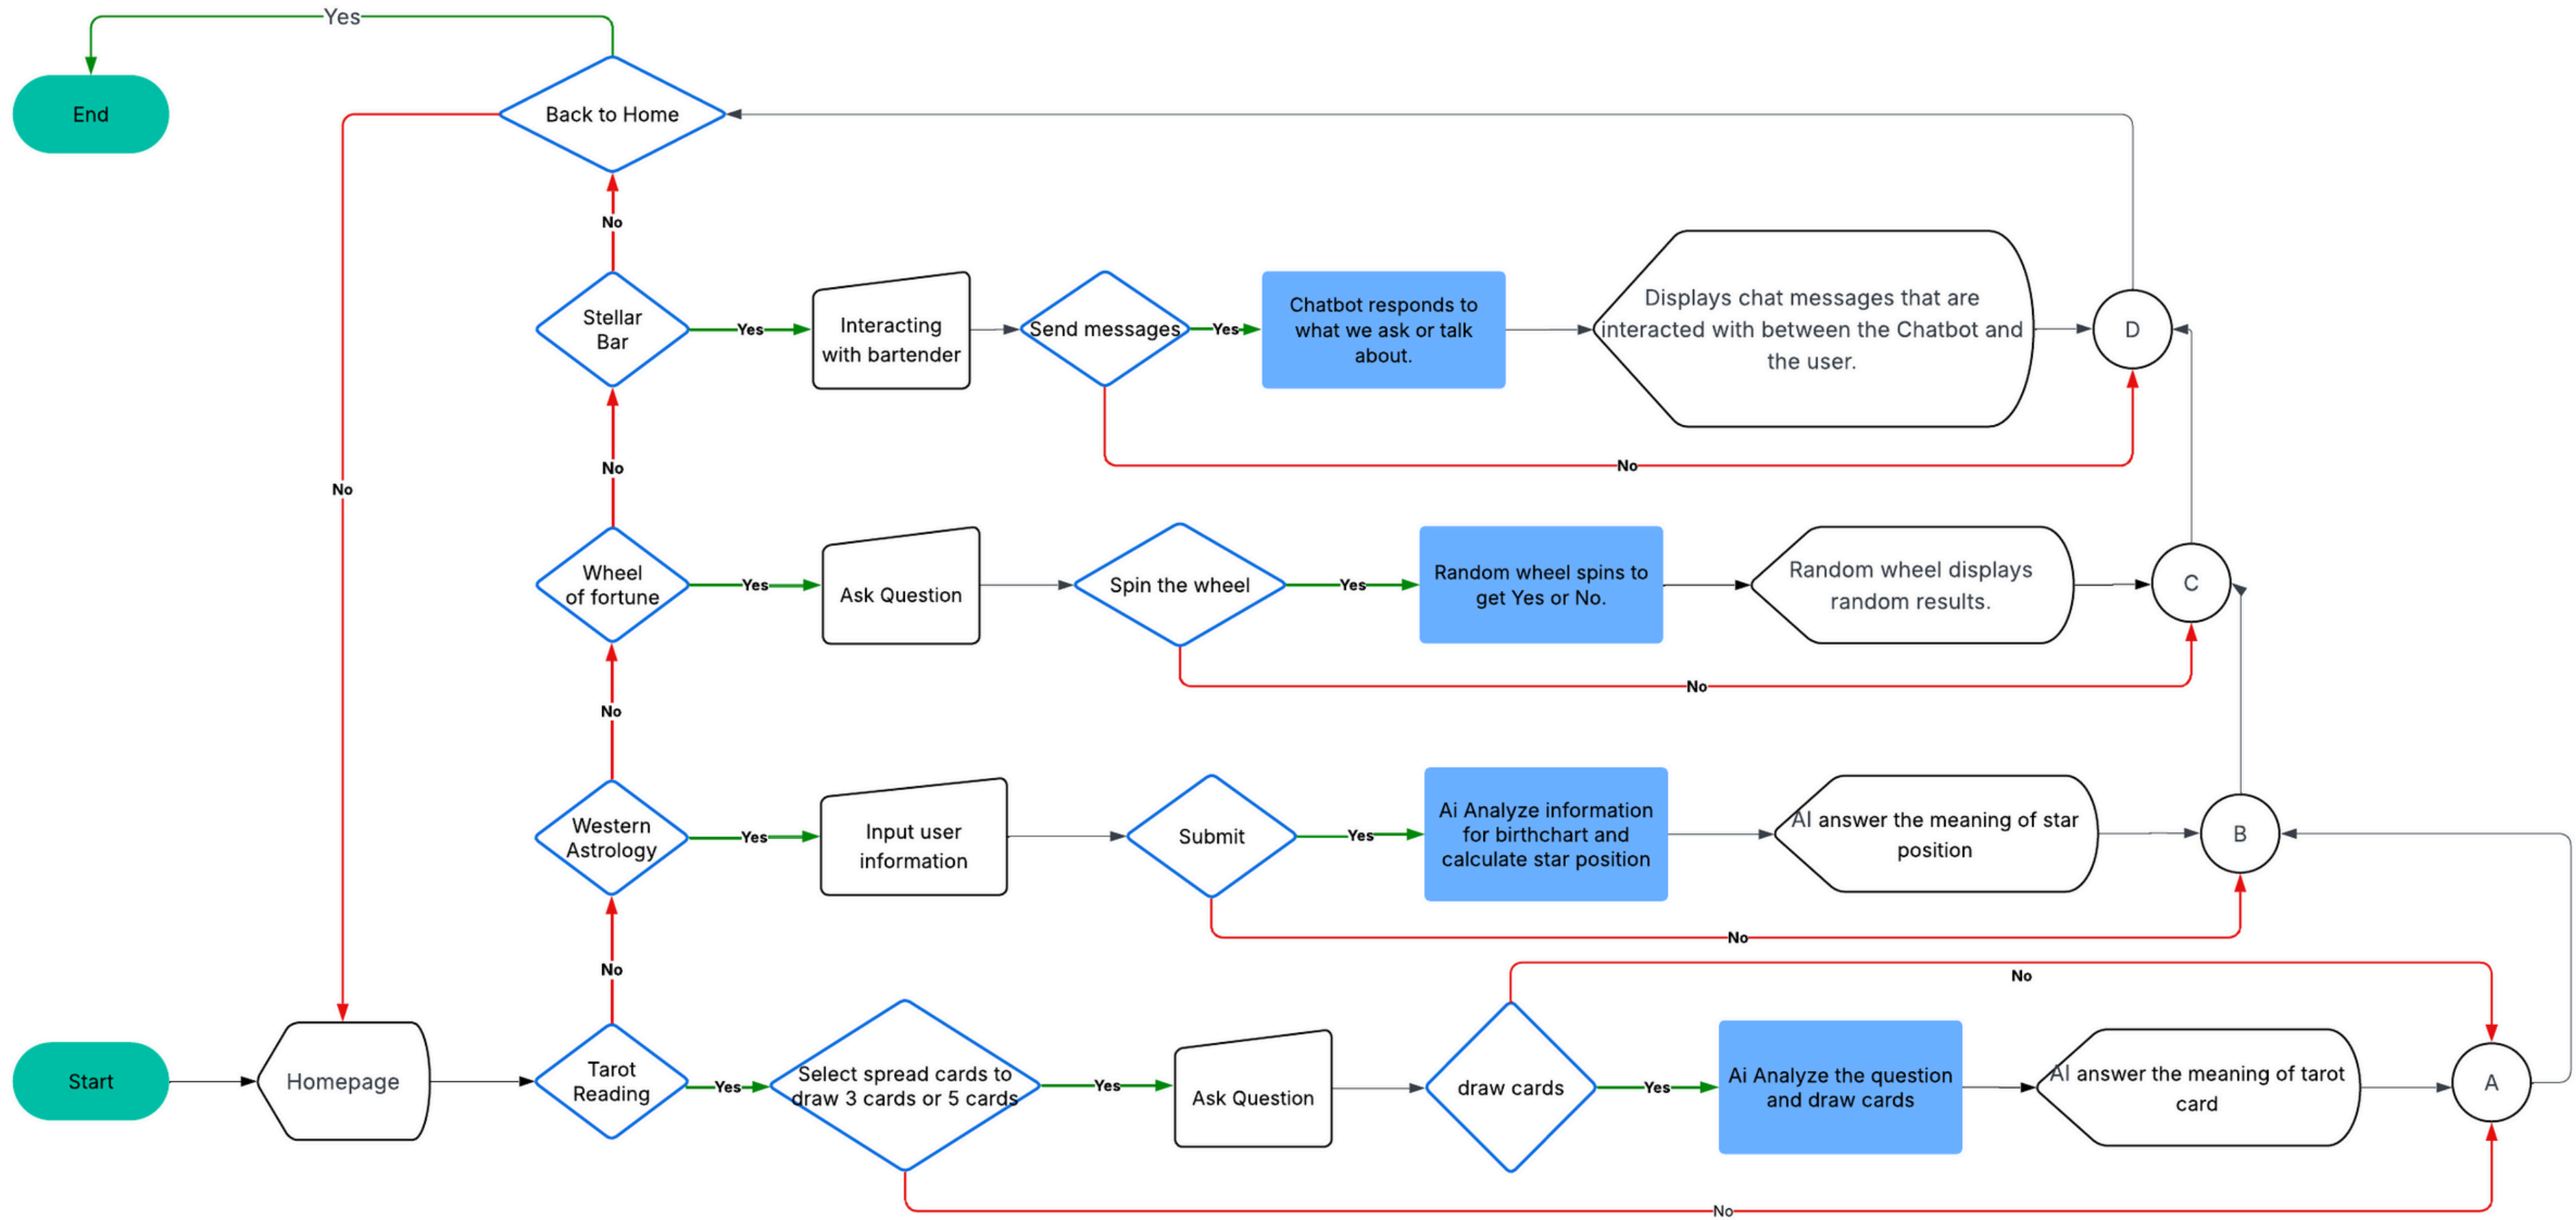 Yes
End
Back to Home
No
Stellar
Bar
Yes
Interacting
with bartender
Send messages
Yes
Chatbot responds to
what we ask or talk
about.
Displays chat messages that are
interacted with between the Chatbot and
the user.
D
No
No
No
Wheel
of fortune
Yes
Ask Question
Spin the wheel
Yes
Random wheel spins to
get Yes or No.
Random wheel displays
random results.
C
No
No
Western
Astrology
Yes
Input user
information
Submit
Yes
Ai Analyze information
for birthchart and
calculate star position
AI answer the meaning of star
position
B
No
No
No
Start
Homepage
Tarot
Reading
Yes
Select spread cards to
draw 3 cards or 5 cards
Yes
Ask Question
draw cards
Yes
Ai Analyze the question
and draw cards
AI answer the meaning of tarot
card
A
No